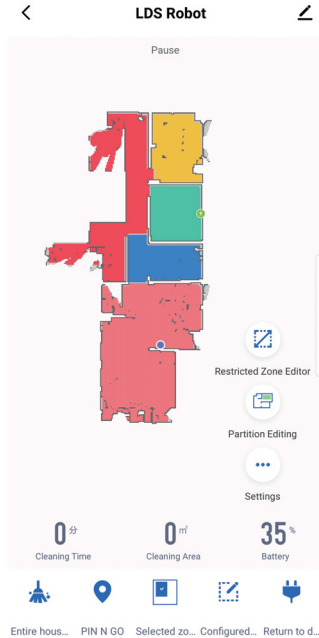 LDS Robot
Pause
Restricted Zone Editor
Partition Editing
Settings
0分 0㎡ 35%
Cleaning Time Cleaning Area Battery
Entire hous... PIN N GO Selected zo... Configured... Return to d...